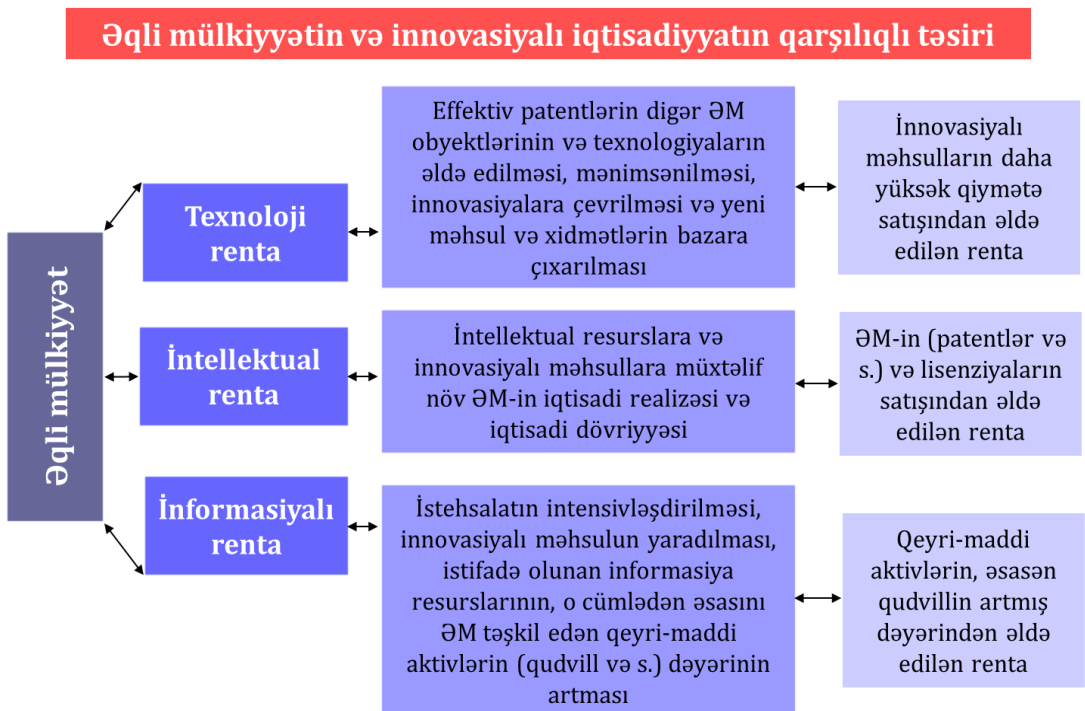 Əqli mülkiyyətin və innovasiyalı iqtisadiyyatın qarşılıqlı təsiri
Əqli mülkiyyət
Texnoloji
renta
Effektiv patentlərin digər ƏM
obyektlərinin və texnologiyaların
əldə edilməsi, mənimsənilməsi,
innovasiyalara çevrilməsi və yeni
məhsul və xidmətlərin bazara
çıxarılması
İnnovasiyalı
məhsulların daha
yüksək qiymətə
satışından əldə
edilən renta
İntellektual
renta
İntellektual resurslara və
innovasiyalı məhsullara müxtəlif
növ ƏM-in iqtisadi realizəsi və
iqtisadi dövriyyəsi
ƏM-in (patentlər və
s.) və lisenziyaların
satışından əldə
edilən renta
İnformasiyalı
renta
İstehsalatın intensivləşdirilməsi,
innovasiyalı məhsulun yaradılması,
istifadə olunan informasiya
resurslarının, o cümlədən əsasını
ƏM təşkil edən qeyri-maddi
aktivlərin (qudvill və s.) dəyərinin
artması
Qeyri-maddi
aktivlərin, əsasən
qudvillin artmış
dəyərindən əldə
edilən renta